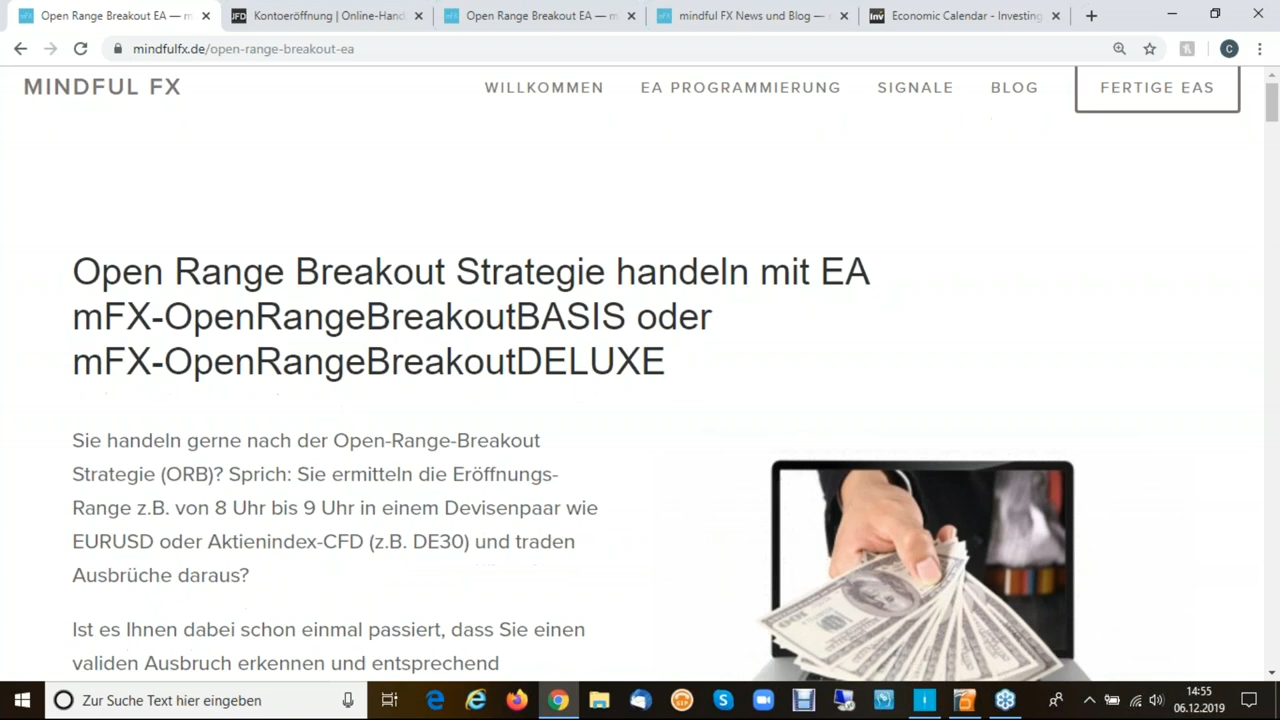 Open Range Breakout EA — m
Kontoeröffnung | Online-Hand
Open Range Breakout EA — m
mindful FX News und Blog —
Economic Calendar - Investing
mindfulfx.de/open-range-breakout-ea
MINDFUL FX
WILLKOMMEN
EA PROGRAMMIERUNG
SIGNALE
BLOG
FERTIGE EAS
Open Range Breakout Strategie handeln mit EA
mFX-OpenRangeBreakoutBASIS oder
mFX-OpenRangeBreakoutDELUXE
Sie handeln gerne nach der Open-Range-Breakout
Strategie (ORB)? Sprich: Sie ermitteln die Eröffnungs-
Range z.B. von 8 Uhr bis 9 Uhr in einem Devisenpaar wie
EURUSD oder Aktienindex-CFD (z.B. DE30) und traden
Ausbrüche daraus?
Ist es Ihnen dabei schon einmal passiert, dass Sie einen
validen Ausbruch erkennen und entsprechend
Zur Suche Text hier eingeben
14:55
06.12.2019